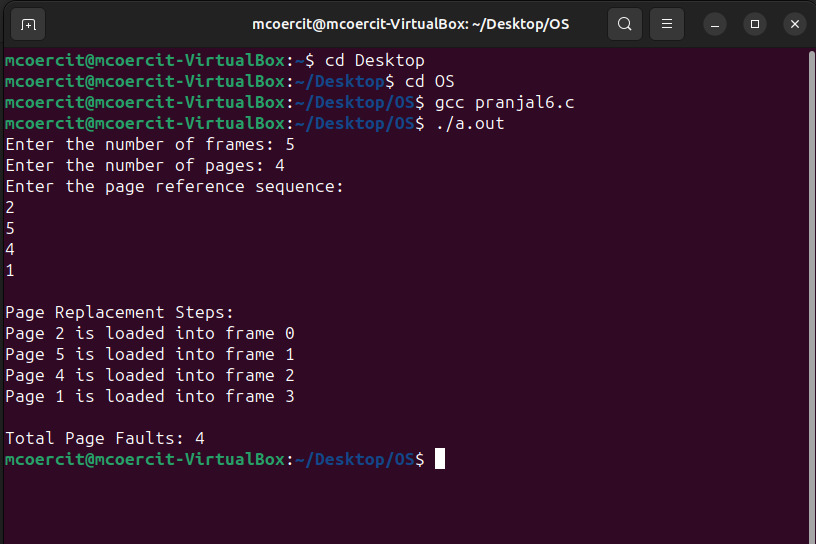 mcoercit@mcoercit-VirtualBox: ~/Desktop/OS
mcoercit@mcoercit-VirtualBox:~$ cd Desktop
mcoercit@mcoercit-VirtualBox:~/Desktop$ cd OS
mcoercit@mcoercit-VirtualBox:~/Desktop/OS$ gcc pranjal6.c
mcoercit@mcoercit-VirtualBox:~/Desktop/OS$ ./a.out
Enter the number of frames: 5
Enter the number of pages: 4
Enter the page reference sequence:
2
5
4
1

Page Replacement Steps:
Page 2 is loaded into frame 0
Page 5 is loaded into frame 1
Page 4 is loaded into frame 2
Page 1 is loaded into frame 3

Total Page Faults: 4
mcoercit@mcoercit-VirtualBox:~/Desktop/OS$